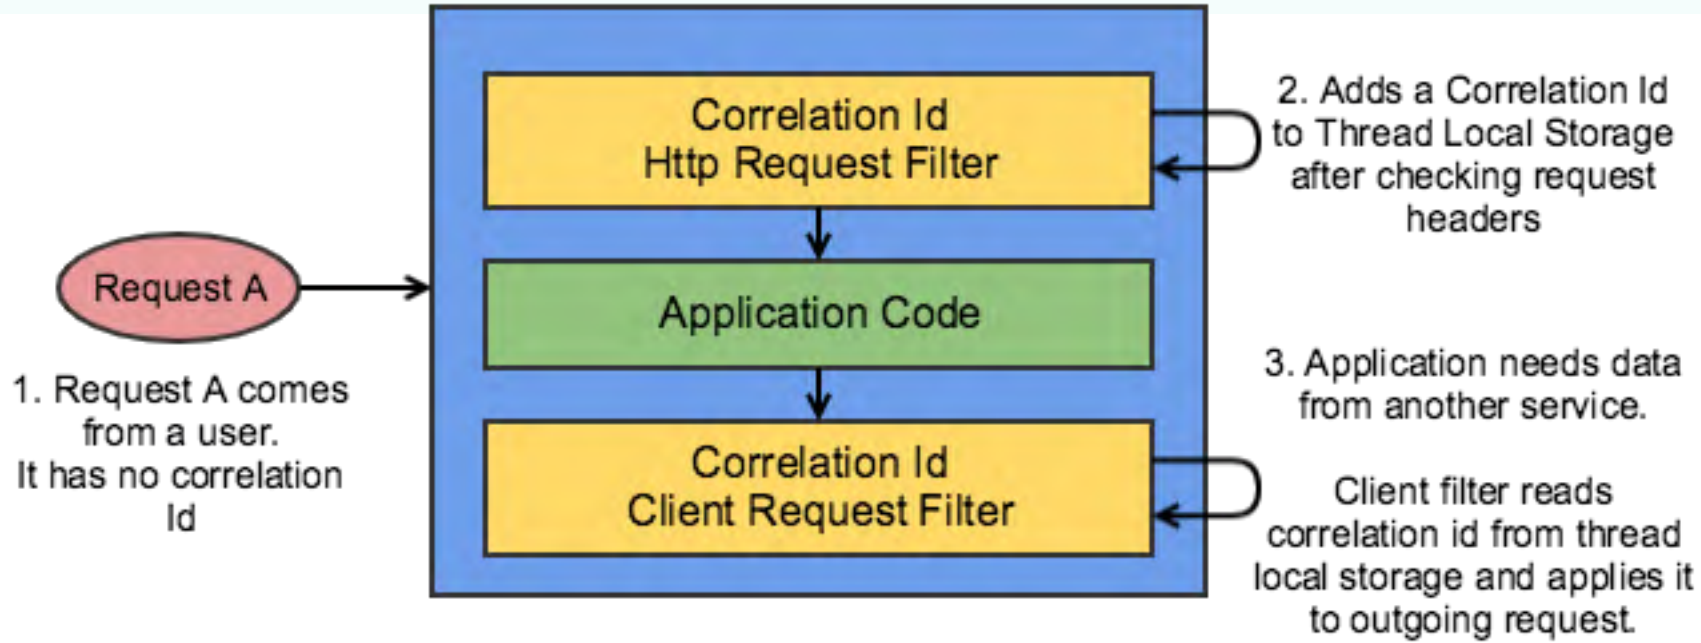 Request A
1. Request A comes
from a user.
It has no correlation
Id
Correlation Id
Http Request Filter
2. Adds a Correlation Id
to Thread Local Storage
after checking request
headers
Application Code
3. Application needs data
from another service.
Correlation Id
Client Request Filter
Client filter reads
correlation id from thread
local storage and applies it
to outgoing request.